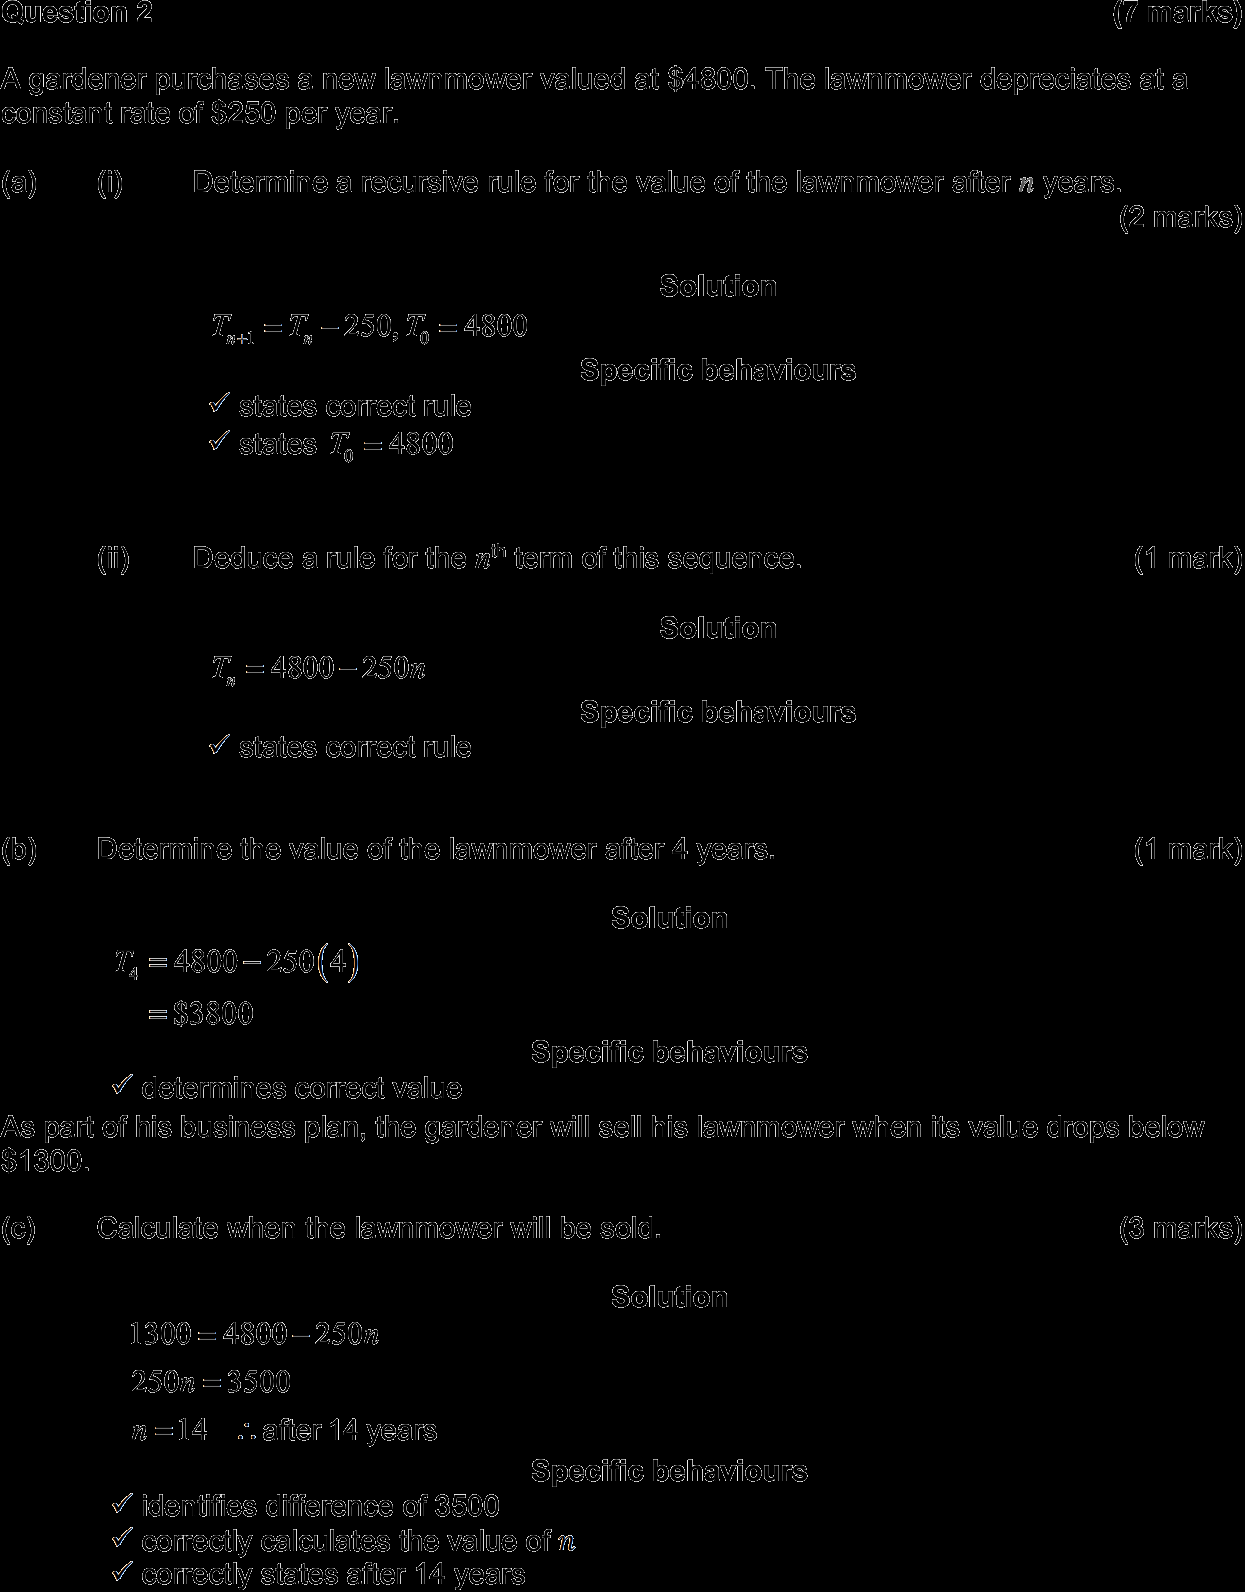 Question 2 (7 marks)
A gardener purchases a new lawnmower valued at $4800. The lawnmower depreciates at a
constant rate of $250 per year.
(a) (i) Determine a recursive rule for the value of the lawnmower after n years.
(2 marks)
Solution
Tₙ₊₁ = Tₙ − 250, T₀ = 4800
Specific behaviours
✓ states correct rule
✓ states T₀ = 4800
(ii) Deduce a rule for the nᵗʰ term of this sequence. (1 mark)
Solution
Tₙ = 4800 − 250n
Specific behaviours
✓ states correct rule
(b) Determine the value of the lawnmower after 4 years. (1 mark)
Solution
T₄ = 4800 − 250(4)
= $3800
Specific behaviours
✓ determines correct value
As part of his business plan, the gardener will sell his lawnmower when its value drops below
$1300.
(c) Calculate when the lawnmower will be sold. (3 marks)
Solution
1300 = 4800 − 250n
250n = 3500
n = 14 ∴ after 14 years
Specific behaviours
✓ identifies difference of 3500
✓ correctly calculates the value of n
✓ correctly states after 14 years